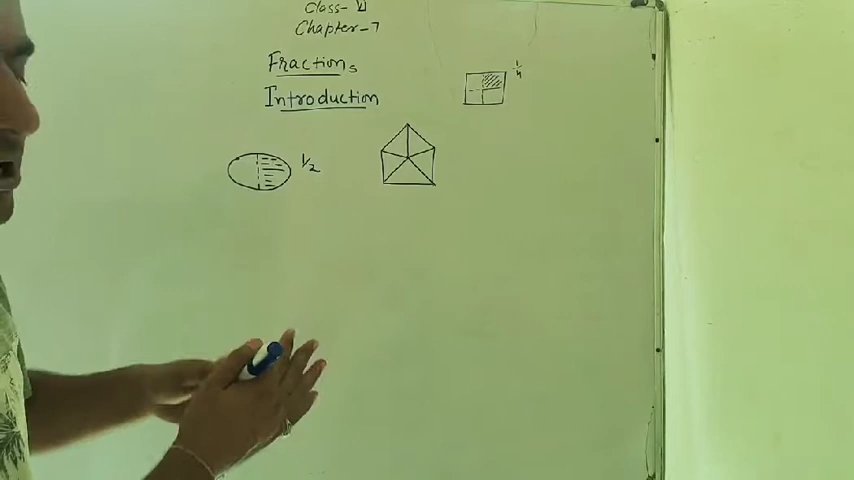 Class- VI
Chapter-7
Fractions
Introduction
1/4
1/2